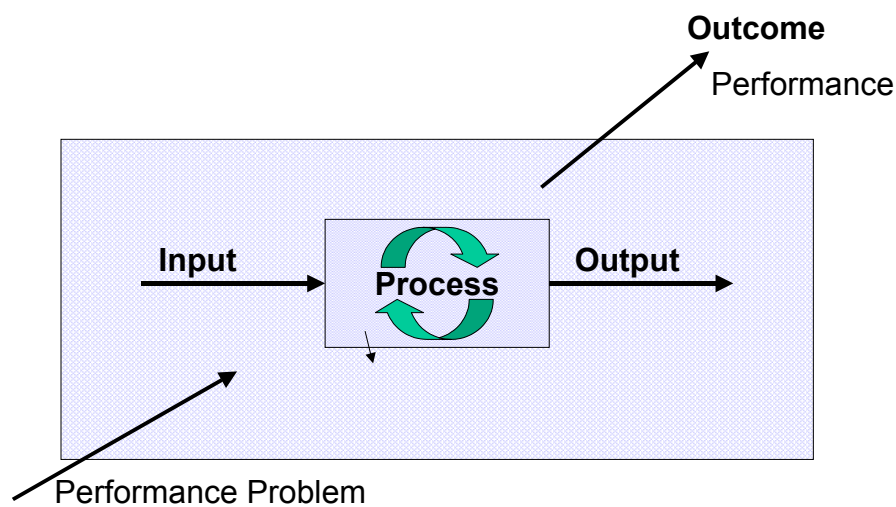 Outcome
Performance
Input
Process
Output
Performance Problem